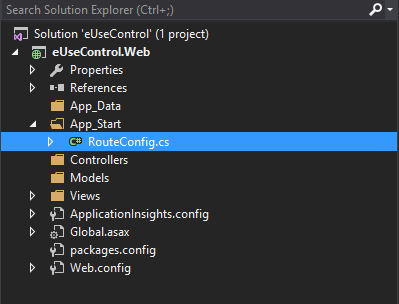 Search Solution Explorer (Ctrl+;)
Solution 'eUseControl' (1 project)
eUseControl.Web
Properties
References
App_Data
App_Start
C# RouteConfig.cs
Controllers
Models
Views
ApplicationInsights.config
Global.asax
packages.config
Web.config